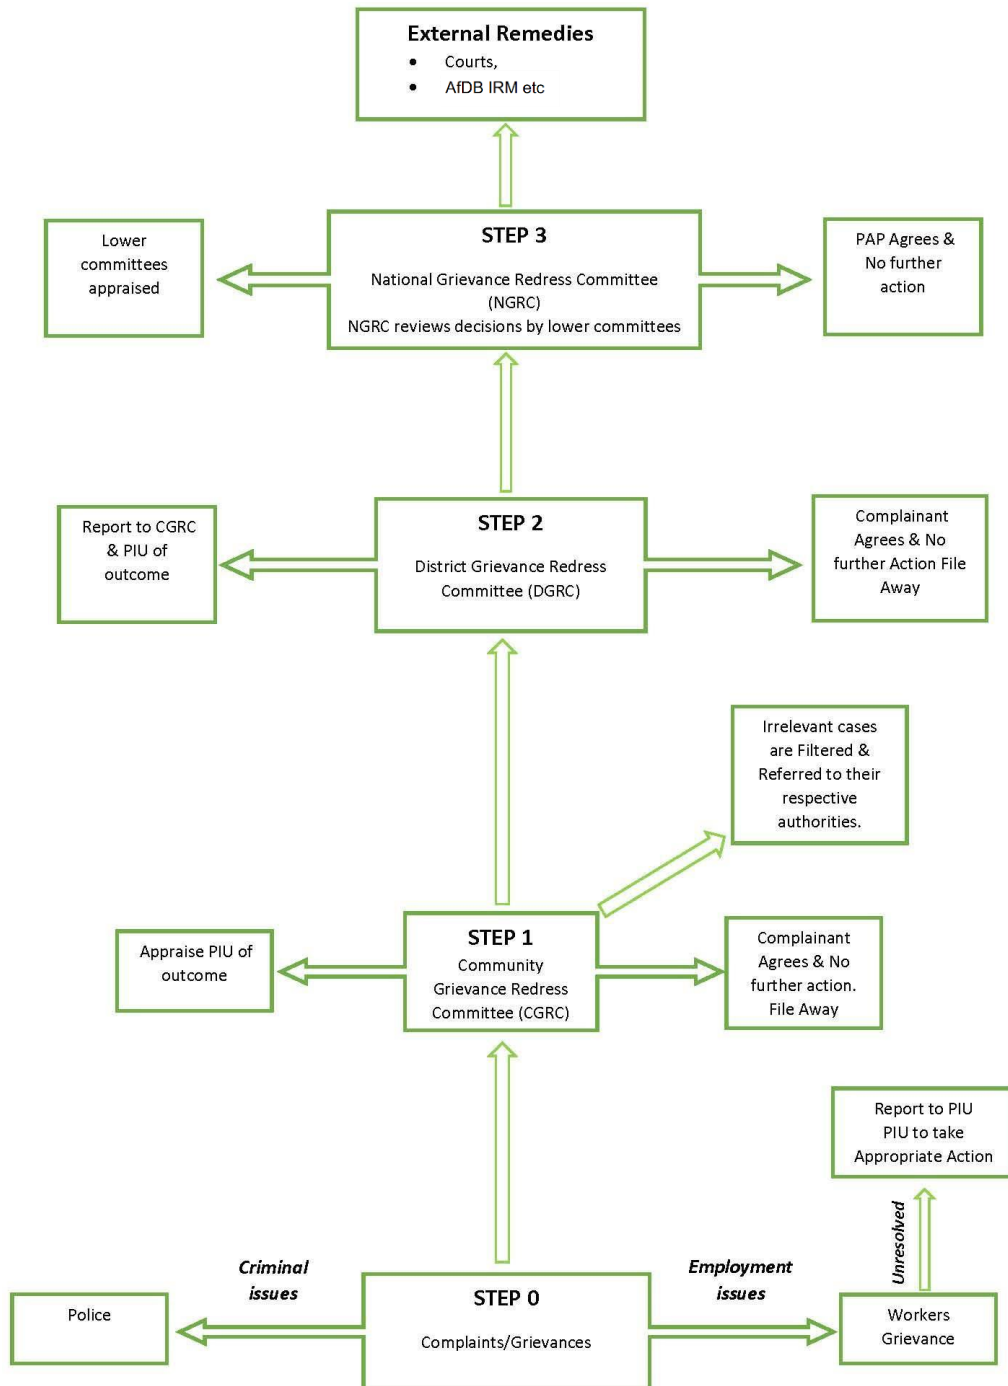 External Remedies
• Courts,
• AfDB IRM etc
Lower
committees
appraised
STEP 3
National Grievance Redress Committee
(NGRC)
NGRC reviews decisions by lower committees
PAP Agrees &
No further
action
Report to CGRC
& PIU of
outcome
STEP 2
District Grievance Redress
Committee (DGRC)
Complainant
Agrees & No
further Action File
Away
Irrelevant cases
are Filtered &
Referred to their
respective
authorities.
Appraise PIU of
outcome
STEP 1
Community
Grievance Redress
Committee (CGRC)
Complainant
Agrees & No
further action.
File Away
Report to PIU
PIU to take
Appropriate Action
Unresolved
Criminal
issues
Employment
issues
Police
STEP 0
Complaints/Grievances
Workers
Grievance